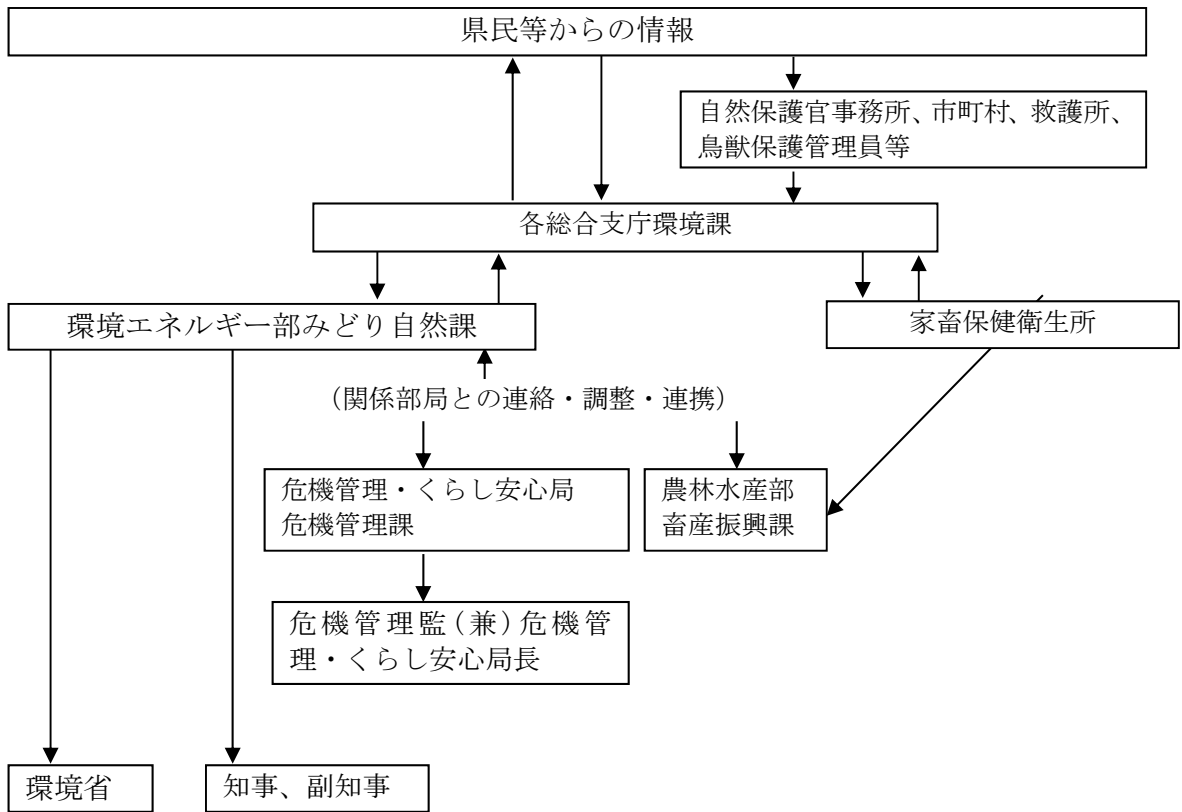 県民等からの情報
自然保護官事務所、市町村、救護所、
鳥獣保護管理員等
各総合支庁環境課
環境エネルギー部みどり自然課
家畜保健衛生所
（関係部局との連絡・調整・連携）
危機管理・くらし安心局
危機管理課
農林水産部
畜産振興課
危機管理監（兼）危機管
理・くらし安心局長
環境省
知事、副知事